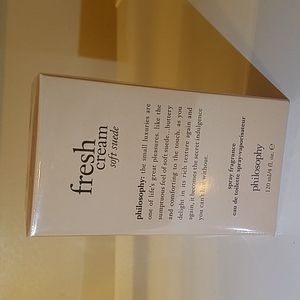 fresh
cream
soft suede
philosophy: the small luxuries are
one of life's great pleasures. like the
sumptuous feel of soft suede...buttery
and comforting to the touch. as you
delight in its rich texture again and
again, it becomes the secret indulgence
you can't live without.
spray fragrance
eau de toilette spray-vaporisateur
philosophy
120 ml/4 fl. oz. e